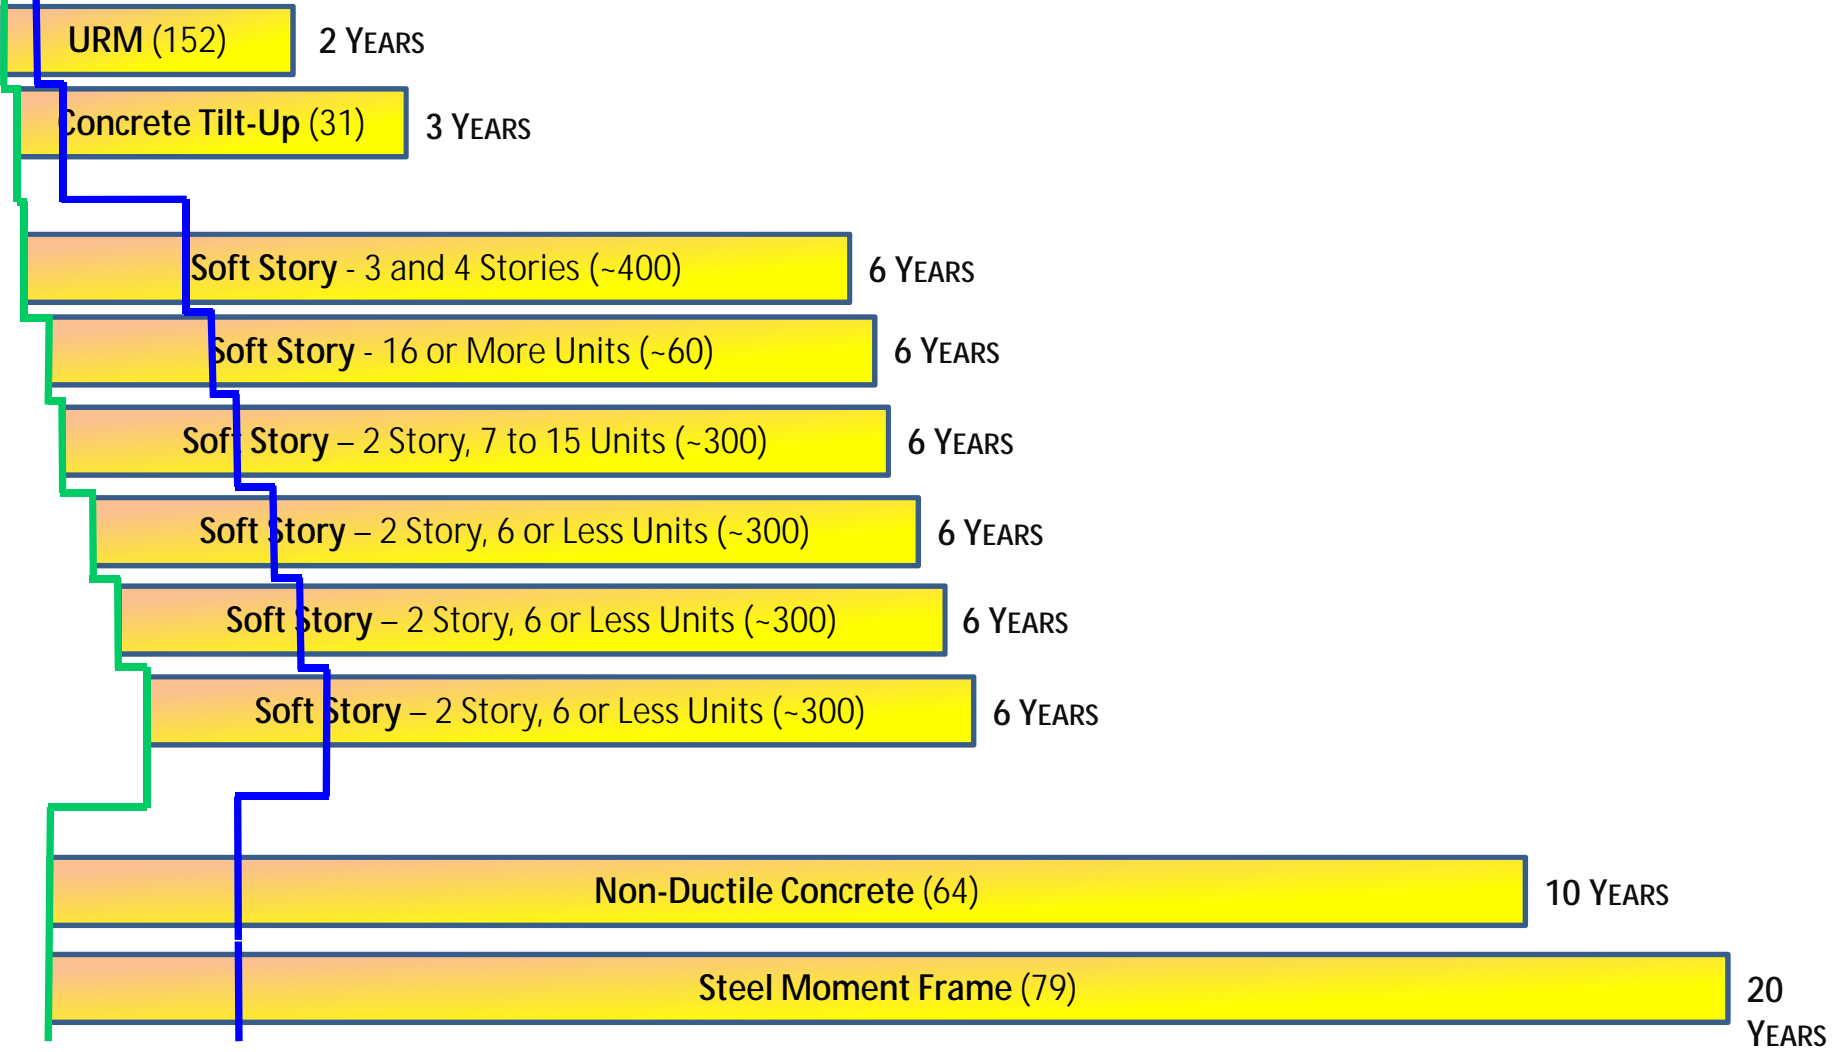 URM (152) 2 YEARS
Concrete Tilt-Up (31) 3 YEARS
Soft Story - 3 and 4 Stories (~400) 6 YEARS
Soft Story - 16 or More Units (~60) 6 YEARS
Soft Story – 2 Story, 7 to 15 Units (~300) 6 YEARS
Soft Story – 2 Story, 6 or Less Units (~300) 6 YEARS
Soft Story – 2 Story, 6 or Less Units (~300) 6 YEARS
Soft Story – 2 Story, 6 or Less Units (~300) 6 YEARS
Non-Ductile Concrete (64) 10 YEARS
Steel Moment Frame (79) 20
YEARS